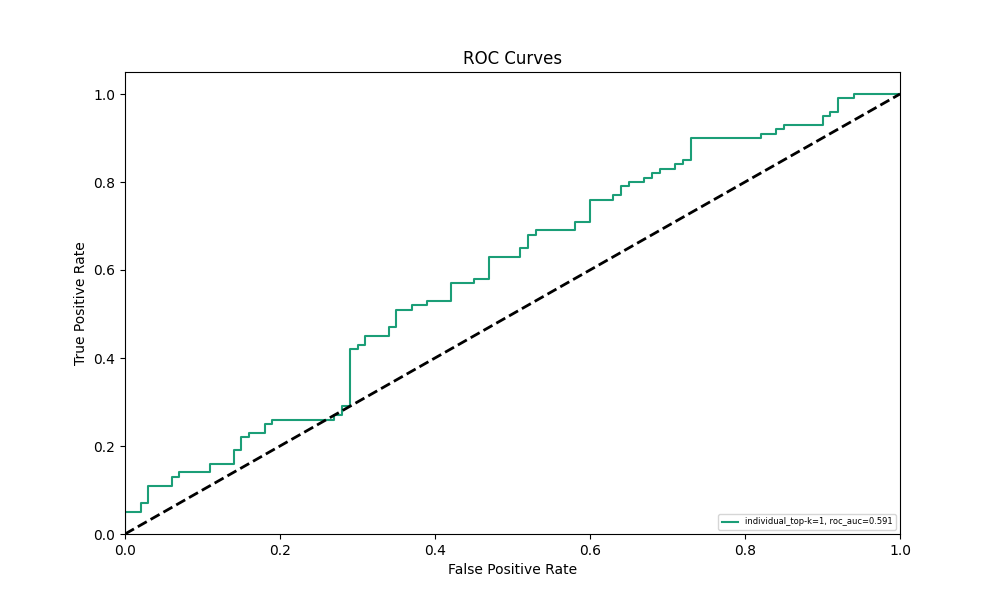 ROC Curves
True Positive Rate
1.0
0.8
0.6
0.4
0.2
0.0
0.0 0.2 0.4 0.6 0.8 1.0
False Positive Rate
individual_top-k=1, roc_auc=0.591